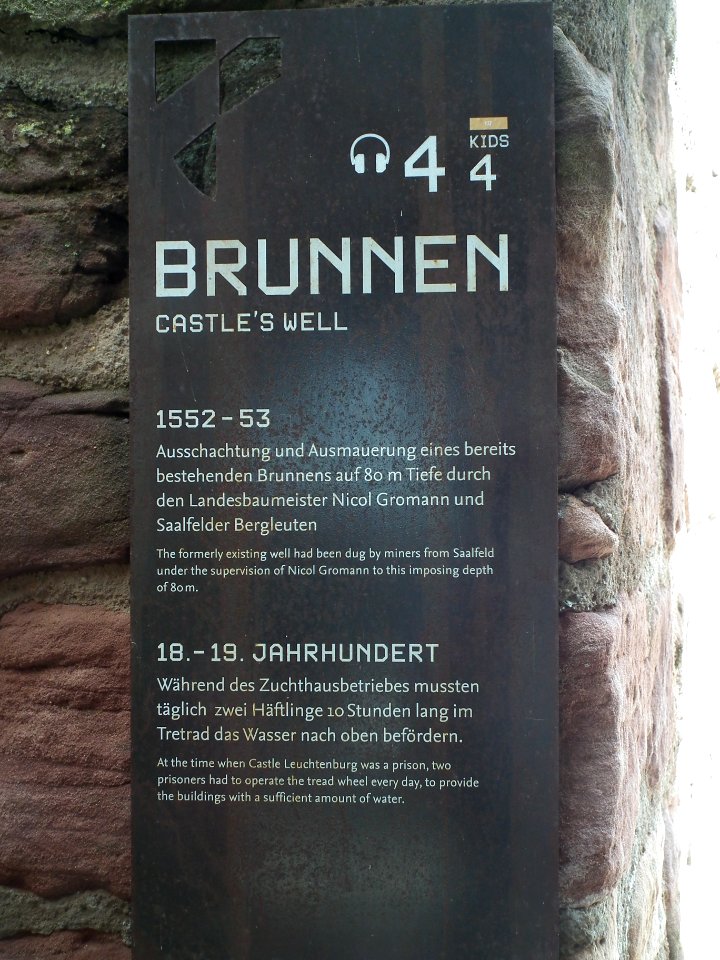 4
KIDS
4
BRUNNEN
CASTLE'S WELL
1552 – 53
Ausschachtung und Ausmauerung eines bereits
bestehenden Brunnens auf 80 m Tiefe durch
den Landesbaumeister Nicol Gromann und
Saalfelder Bergleuten
The formerly existing well had been dug by miners from Saalfeld
under the supervision of Nicol Gromann to this imposing depth
of 80 m.
18. – 19. JAHRHUNDERT
Während des Zuchthausbetriebes mussten
täglich zwei Häftlinge 10 Stunden lang im
Tretrad das Wasser nach oben befördern.
At the time when Castle Leuchtenburg was a prison, two
prisoners had to operate the tread wheel every day, to provide
the buildings with a sufficient amount of water.